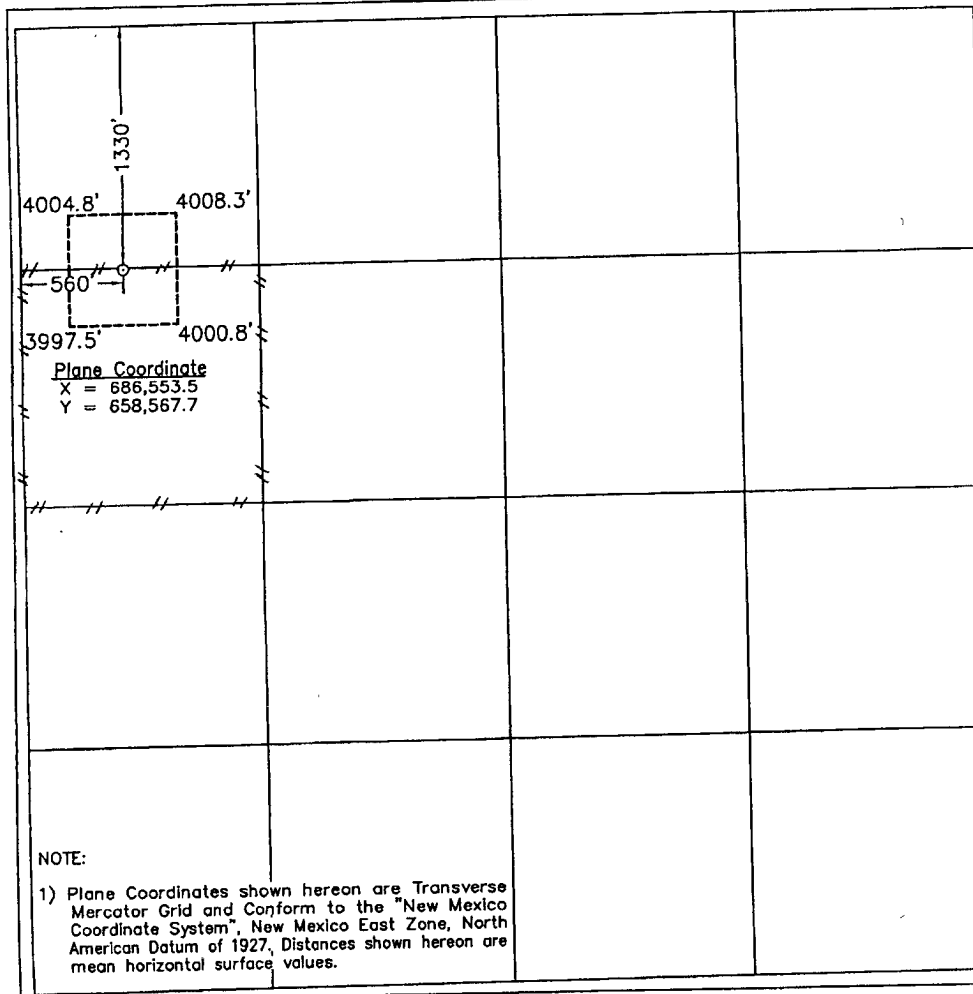 1330'
4004.8' 4008.3'
560'
3997.5' 4000.8'
Plane Coordinate
X = 686,553.5
Y = 658,567.7
NOTE:
1) Plane Coordinates shown hereon are Transverse
Mercator Grid and Conform to the "New Mexico
Coordinate System", New Mexico East Zone, North
American Datum of 1927, Distances shown hereon are
mean horizontal surface values.